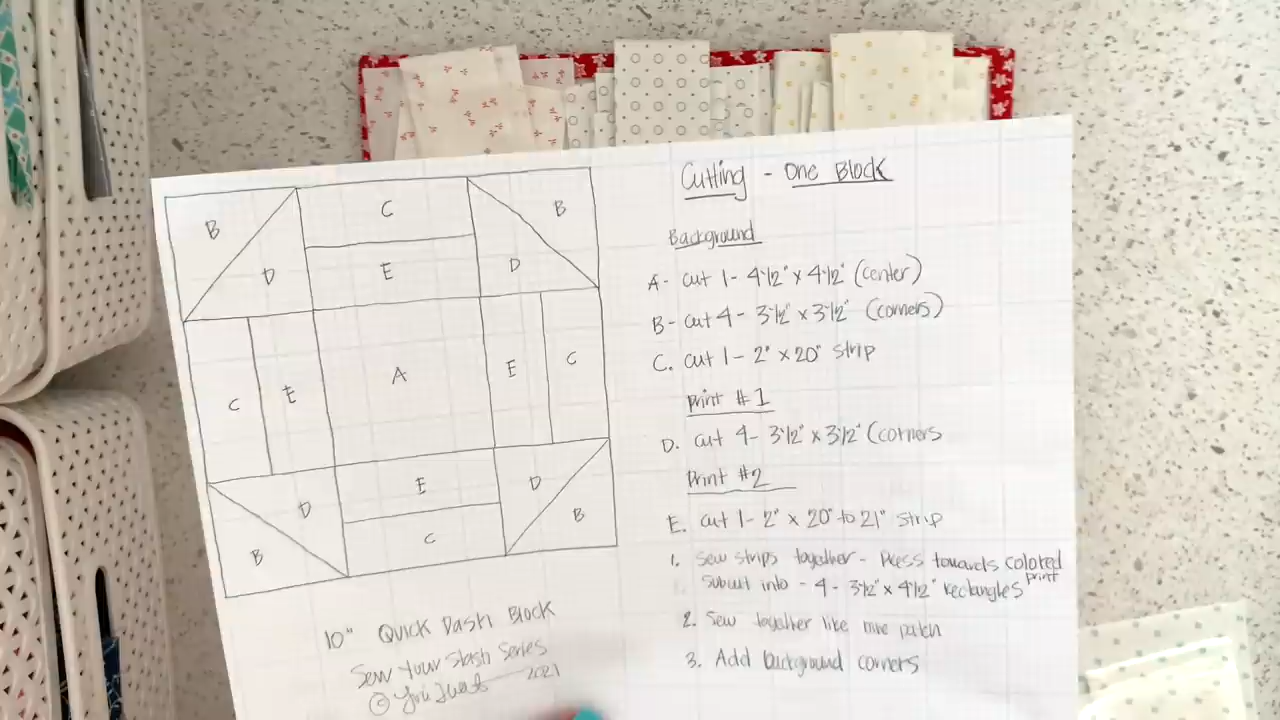 B
C
B
D
E
D
C
E
A
E
C
D
E
D
B
C
B
10" Quick Dash Block
Sew Your Stash Series
© 2021
Cutting - One Block
Background
A- cut 1- 4½" x 4½" (center)
B- cut 4- 3½" x 3½" (corners)
C. cut 1- 2" x 20" strip
print #1
D. cut 4- 3½" x 3½" (corners
Print #2
E. cut 1- 2" x 20" to 21" strip
1. Sew strips together - Press towards colored print
subcut into - 4 - 3½" x 4½" rectangles
2. Sew together like nine patch
3. Add background corners